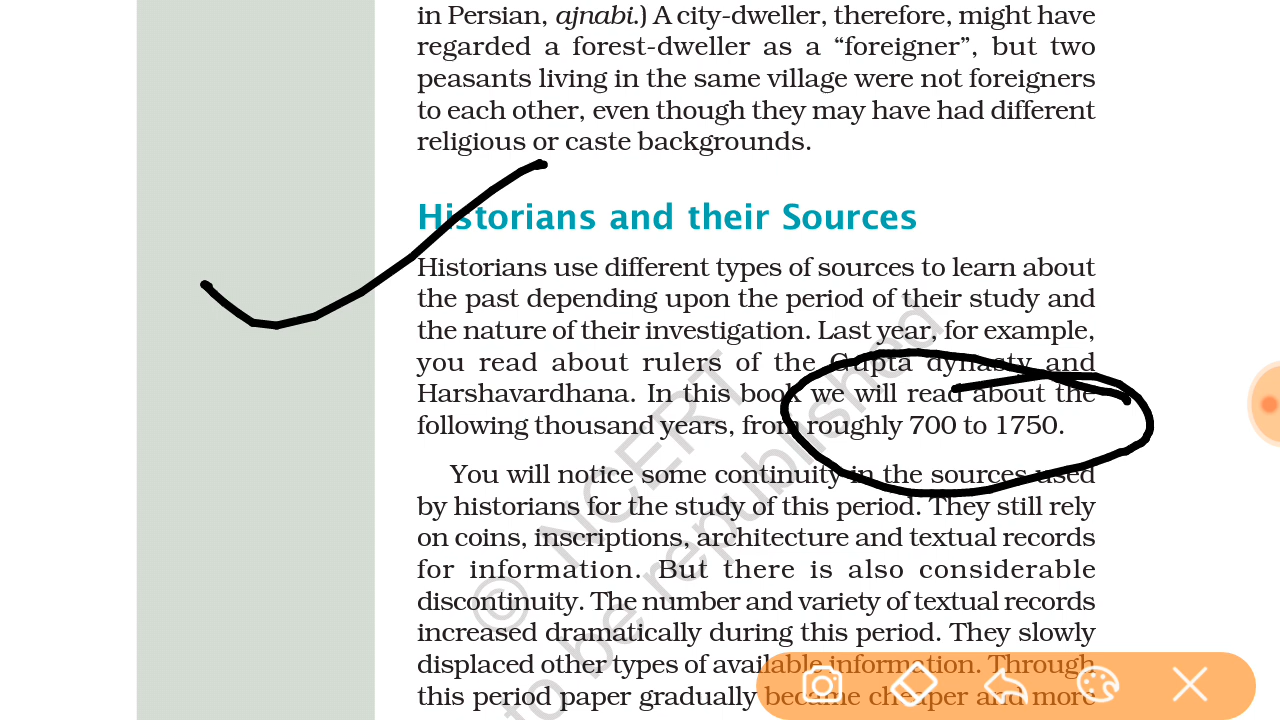 in Persian, ajnabi.) A city-dweller, therefore, might have
regarded a forest-dweller as a “foreigner”, but two
peasants living in the same village were not foreigners
to each other, even though they may have had different
religious or caste backgrounds.
Historians and their Sources
Historians use different types of sources to learn about
the past depending upon the period of their study and
the nature of their investigation. Last year, for example,
you read about rulers of the Gupta dynasty and
Harshavardhana. In this book we will read about the
following thousand years, from roughly 700 to 1750.
You will notice some continuity in the sources used
by historians for the study of this period. They still rely
on coins, inscriptions, architecture and textual records
for information. But there is also considerable
discontinuity. The number and variety of textual records
increased dramatically during this period. They slowly
displaced other types of available information. Through
this period paper gradually became cheaper and more
© NCERT
to be republished